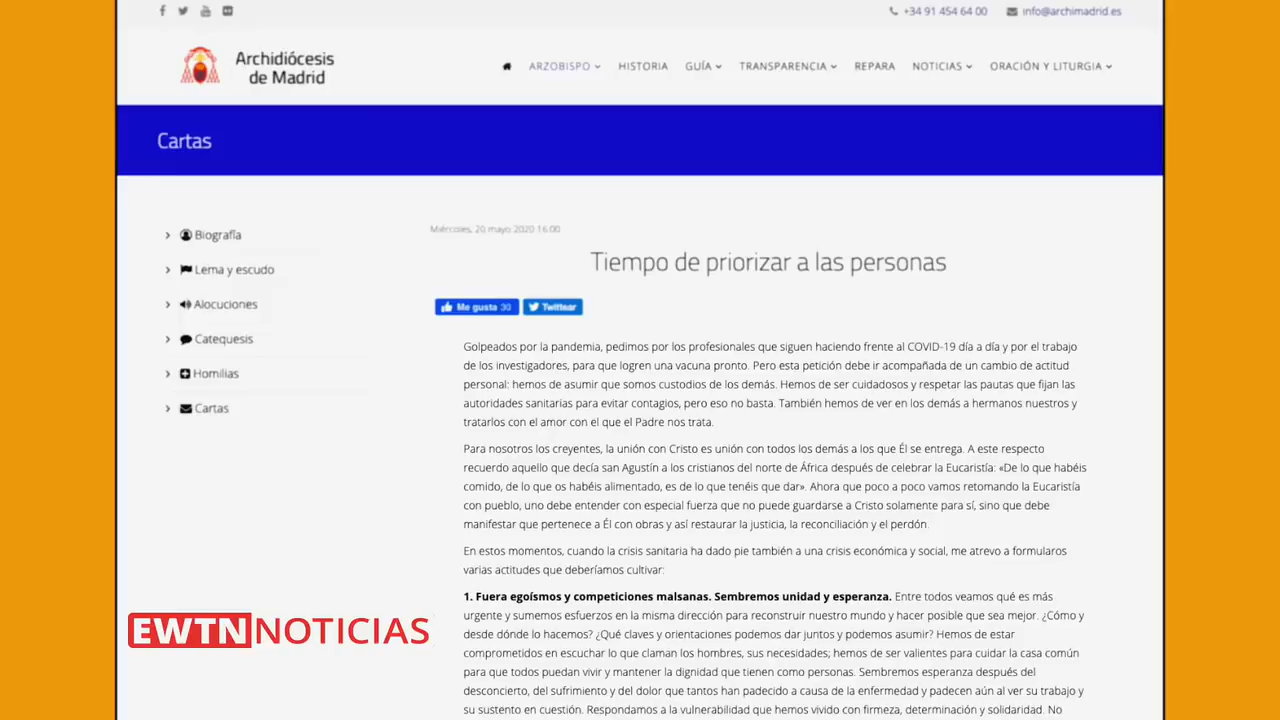 +34 91 454 64 00 info@archimadrid.es
Archidiócesis
de Madrid
ARZOBISPO HISTORIA GUÍA TRANSPARENCIA REPARA NOTICIAS ORACIÓN Y LITURGIA
Cartas
Biografía
Lema y escudo
Alocuciones
Catequesis
Homilias
Cartas
Miércoles, 20 mayo 2020 16:00
Tiempo de priorizar a las personas
Me gusta 30 Twittear
Golpeados por la pandemia, pedimos por los profesionales que siguen haciendo frente al COVID-19 día a día y por el trabajo
de los investigadores, para que logren una vacuna pronto. Pero esta petición debe ir acompañada de un cambio de actitud
personal: hemos de asumir que somos custodios de los demás. Hemos de ser cuidadosos y respetar las pautas que fijan las
autoridades sanitarias para evitar contagios, pero eso no basta. También hemos de ver en los demás a hermanos nuestros y
tratarlos con el amor con el que el Padre nos trata.
Para nosotros los creyentes, la unión con Cristo es unión con todos los demás a los que Él se entrega. A este respecto
recuerdo aquello que decía san Agustín a los cristianos del norte de África después de celebrar la Eucaristía: «De lo que habéis
comido, de lo que os habéis alimentado, es de lo que tenéis que dar». Ahora que poco a poco vamos retomando la Eucaristía
con pueblo, uno debe entender con especial fuerza que no puede guardarse a Cristo solamente para sí, sino que debe
manifestar que pertenece a Él con obras y así restaurar la justicia, la reconciliación y el perdón.
En estos momentos, cuando la crisis sanitaria ha dado pie también a una crisis económica y social, me atrevo a formularos
varias actitudes que deberíamos cultivar:
1. Fuera egoísmos y competiciones malsanas. Sembremos unidad y esperanza. Entre todos veamos qué es más
urgente y sumemos esfuerzos en la misma dirección para reconstruir nuestro mundo y hacer posible que sea mejor. ¿Cómo y
desde dónde lo hacemos? ¿Qué claves y orientaciones podemos dar juntos y podemos asumir? Hemos de estar
comprometidos en escuchar lo que claman los hombres, sus necesidades; hemos de ser valientes para cuidar la casa común
para que todos puedan vivir y mantener la dignidad que tienen como personas. Sembremos esperanza después del
desconcierto, del sufrimiento y del dolor que tantos han padecido a causa de la enfermedad y padecen aún al ver su trabajo y
su sustento en cuestión. Respondamos a la vulnerabilidad que hemos vivido con firmeza, determinación y solidaridad. No
EWTN NOTICIAS